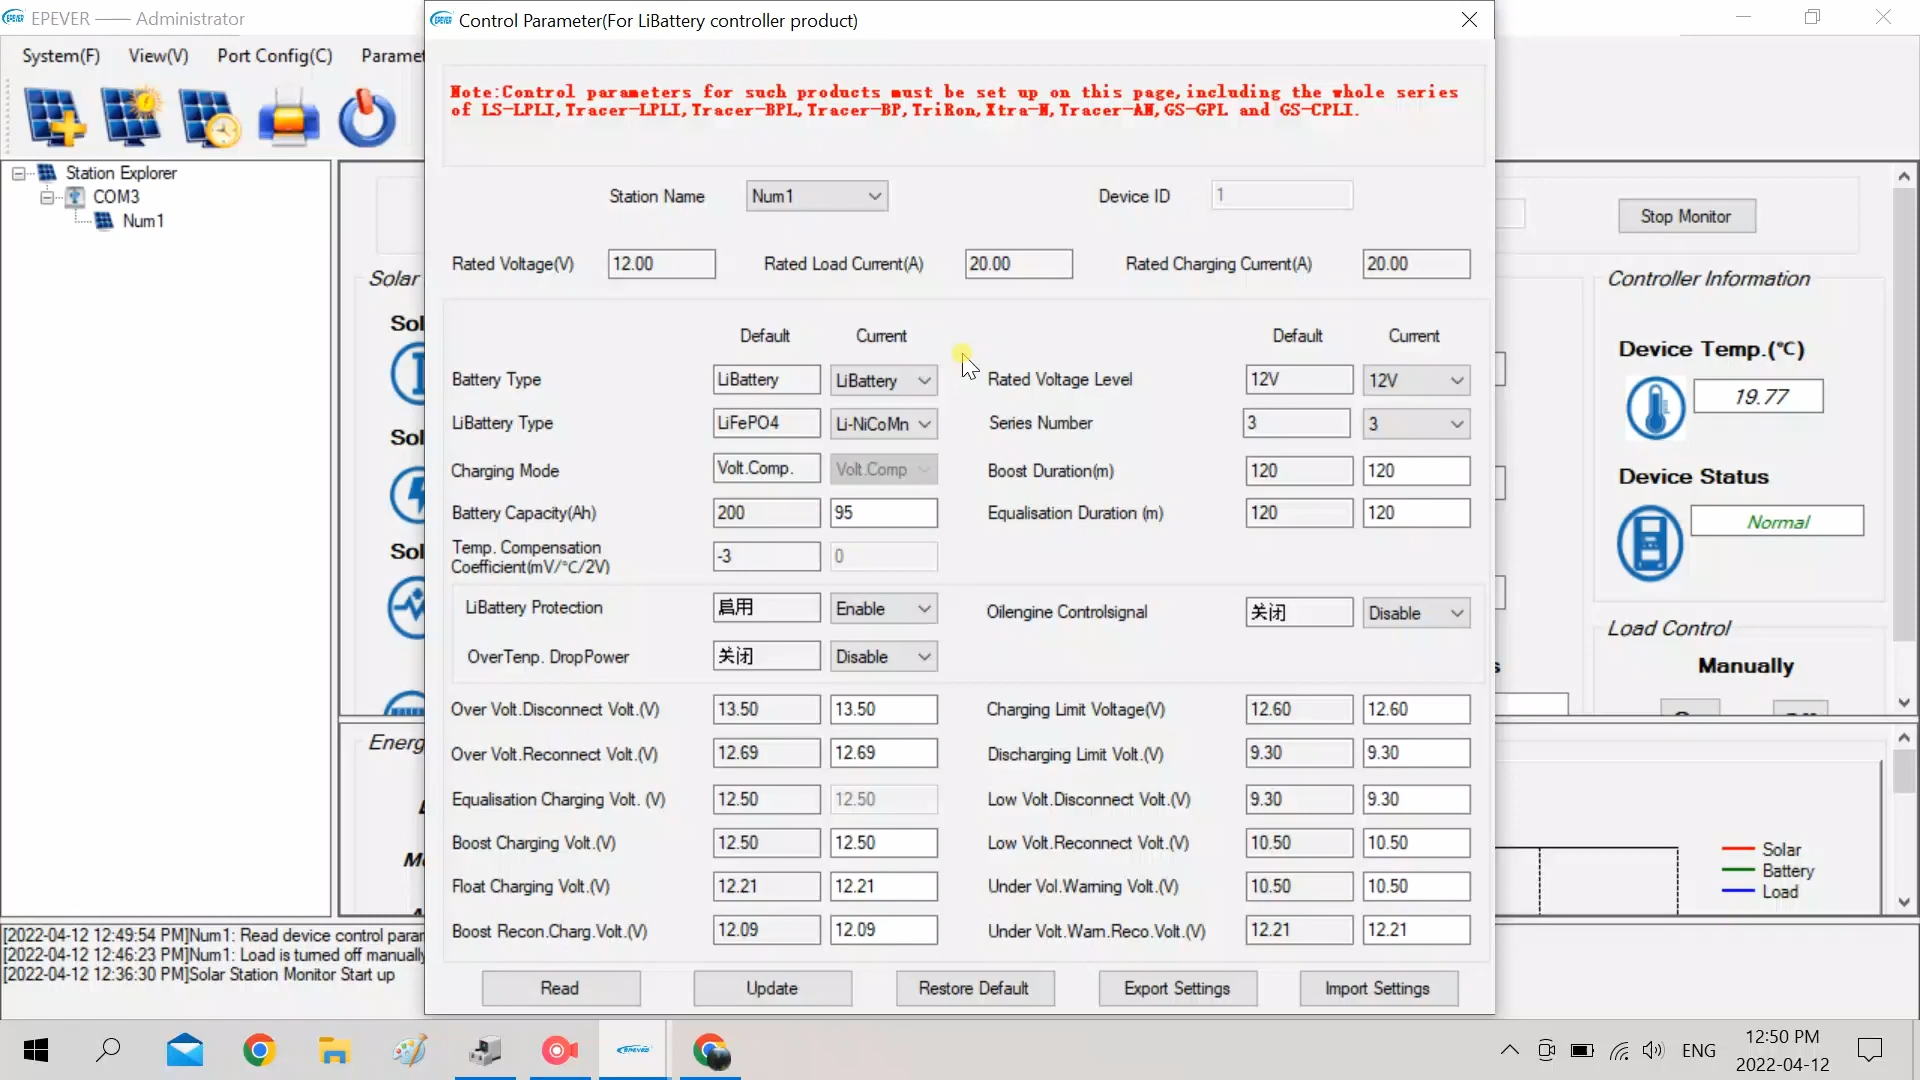 EPEVER —— Administrator
System(F) View(V) Port Config(C) Paramet
Control Parameter(For LiBattery controller product)
Note:Control parameters for such products must be set up on this page,including the whole series
of LS-LPLI,Tracer-LPLI,Tracer-BPL,Tracer-BP,TriRon,Xtra-N,Tracer-AN,GS-GPL and GS-CPLI.
Station Explorer
COM3
Num1
Station Name Num1 Device ID 1
Stop Monitor
Rated Voltage(V) 12.00 Rated Load Current(A) 20.00 Rated Charging Current(A) 20.00
Solar
Controller Information
Default Current Default Current
Sol
Device Temp.(℃)
19.77
Battery Type LiBattery LiBattery Rated Voltage Level 12V 12V
LiBattery Type LiFePO4 Li-NiCoMn Series Number 3 3
Sol
Charging Mode Volt.Comp. Volt.Comp Boost Duration(m) 120 120
Device Status
Normal
Battery Capacity(Ah) 200 95 Equalisation Duration (m) 120 120
Sol
Temp. Compensation
Coefficient(mV/°C/2V) -3 0
LiBattery Protection 启用 Enable Oilengine Controlsignal 关闭 Disable
Load Control
OverTenp. DropPower 关闭 Disable
s
Manually
Over Volt.Disconnect Volt.(V) 13.50 13.50 Charging Limit Voltage(V) 12.60 12.60
Energ
Over Volt.Reconnect Volt.(V) 12.69 12.69 Discharging Limit Volt.(V) 9.30 9.30
Equalisation Charging Volt. (V) 12.50 12.50 Low Volt.Disconnect Volt.(V) 9.30 9.30
Boost Charging Volt.(V) 12.50 12.50 Low Volt.Reconnect Volt.(V) 10.50 10.50
Solar
Battery
Load
Float Charging Volt.(V) 12.21 12.21 Under Vol.Warning Volt.(V) 10.50 10.50
Boost Recon.Charg.Volt.(V) 12.09 12.09 Under Volt.Warn.Reco.Volt.(V) 12.21 12.21
[2022-04-12 12:49:54 PM]Num1: Read device control parar
[2022-04-12 12:46:23 PM]Num1: Load is turned off manually
[2022-04-12 12:36:30 PM]Solar Station Monitor Start up
Read Update Restore Default Export Settings Import Settings
EPEVER
ENG
12:50 PM
2022-04-12